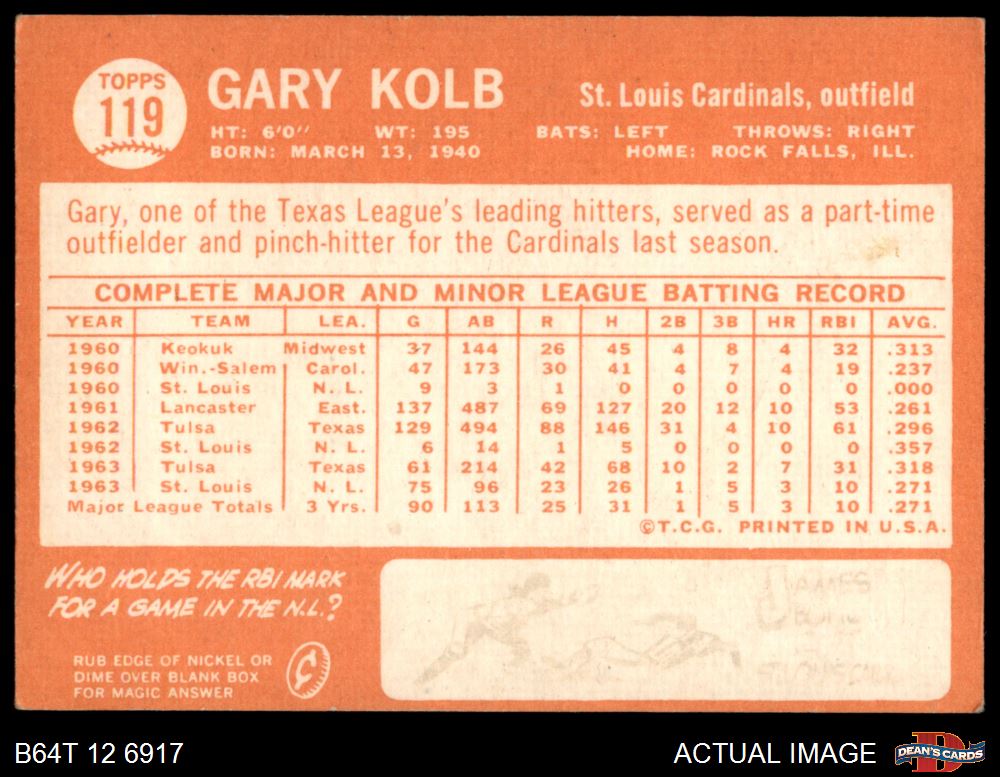 TOPPS
119
GARY KOLB
St. Louis Cardinals, outfield
HT: 6'0" WT: 195 BATS: LEFT THROWS: RIGHT
BORN: MARCH 13, 1940 HOME: ROCK FALLS, ILL.
Gary, one of the Texas League's leading hitters, served as a part-time
outfielder and pinch-hitter for the Cardinals last season.
COMPLETE MAJOR AND MINOR LEAGUE BATTING RECORD
YEAR TEAM LEA. G AB R H 2B 3B HR RBI AVG.
1960 Keokuk Midwest 37 144 26 45 4 8 4 32 .313
1960 Win.-Salem Carol. 47 173 30 41 4 7 4 19 .237
1960 St. Louis N. L. 9 3 1 0 0 0 0 0 .000
1961 Lancaster East. 137 487 69 127 20 12 10 53 .261
1962 Tulsa Texas 129 494 88 146 31 4 10 61 .296
1962 St. Louis N. L. 6 14 1 5 0 0 0 0 .357
1963 Tulsa Texas 61 214 42 68 10 2 7 31 .318
1963 St. Louis N. L. 75 96 23 26 1 5 3 10 .271
Major League Totals 3 Yrs. 90 113 25 31 1 5 3 10 .271
©T.C.G. PRINTED IN U.S.A.
WHO HOLDS THE RBI MARK
FOR A GAME IN THE N.L.?
RUB EDGE OF NICKEL OR
DIME OVER BLANK BOX
FOR MAGIC ANSWER
¢
B64T 12 6917
ACTUAL IMAGE
DEAN'S CARDS